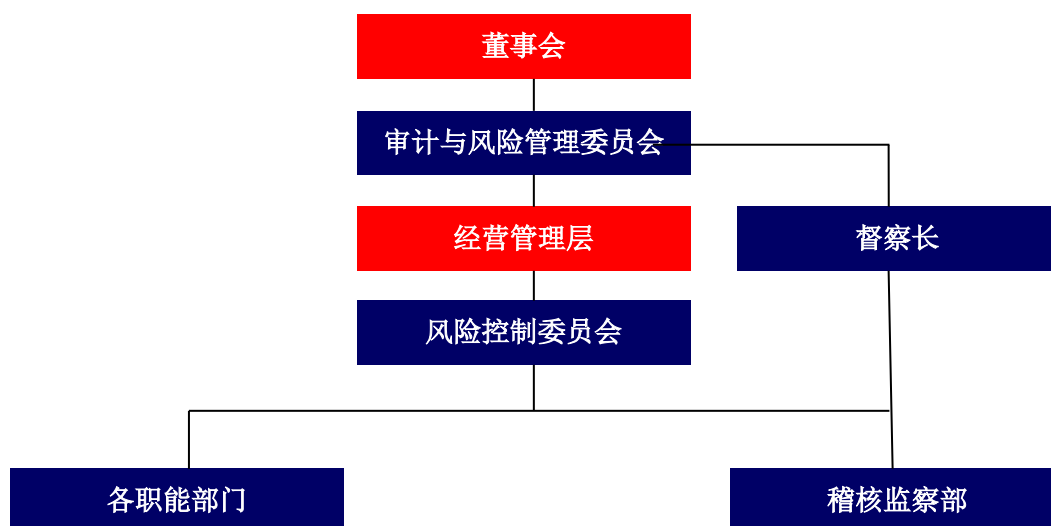 董事会
审计与风险管理委员会
经营管理层
督察长
风险控制委员会
各职能部门
稽核监察部